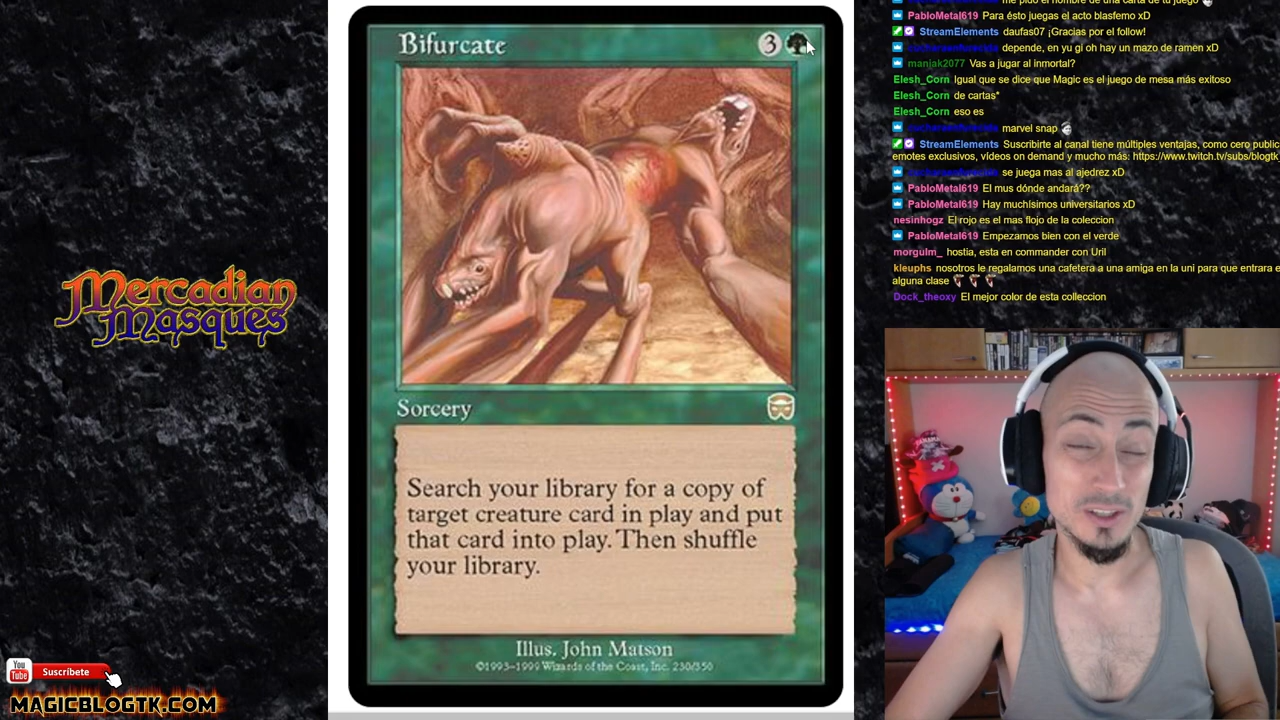 Mercadian
Masques
You
Tube
Suscríbete
MAGICBLOGTK.COM
Bifurcate
3
Sorcery
Search your library for a copy of
target creature card in play and put
that card into play. Then shuffle
your library.
Illus. John Matson
©1993-1999 Wizards of the Coast, Inc. 230/350
PabloMetal619 Para ésto juegas el acto blasfemo xD
StreamElements daufas07 ¡Gracias por el follow!
depende, en yu gi oh hay un mazo de ramen xD
maniak2077 Vas a jugar al inmortal?
Elesh_Corn Igual que se dice que Magic es el juego de mesa más exitoso
Elesh_Corn de cartas*
Elesh_Corn eso es
marvel snap
StreamElements Suscribirte al canal tiene múltiples ventajas, como cero public
emotes exclusivos, vídeos on demand y mucho más: https://www.twitch.tv/subs/blogtk
se juega mas al ajedrez xD
PabloMetal619 El mus dónde andará??
PabloMetal619 Hay muchísimos universitarios xD
nesinhogz El rojo es el mas flojo de la coleccion
PabloMetal619 Empezamos bien con el verde
morgulm_ hostia, esta en commander con Uril
kleuphs nosotros le regalamos una cafetera a una amiga en la uni para que entrara e
alguna clase
Dock_theoxy El mejor color de esta colleccion